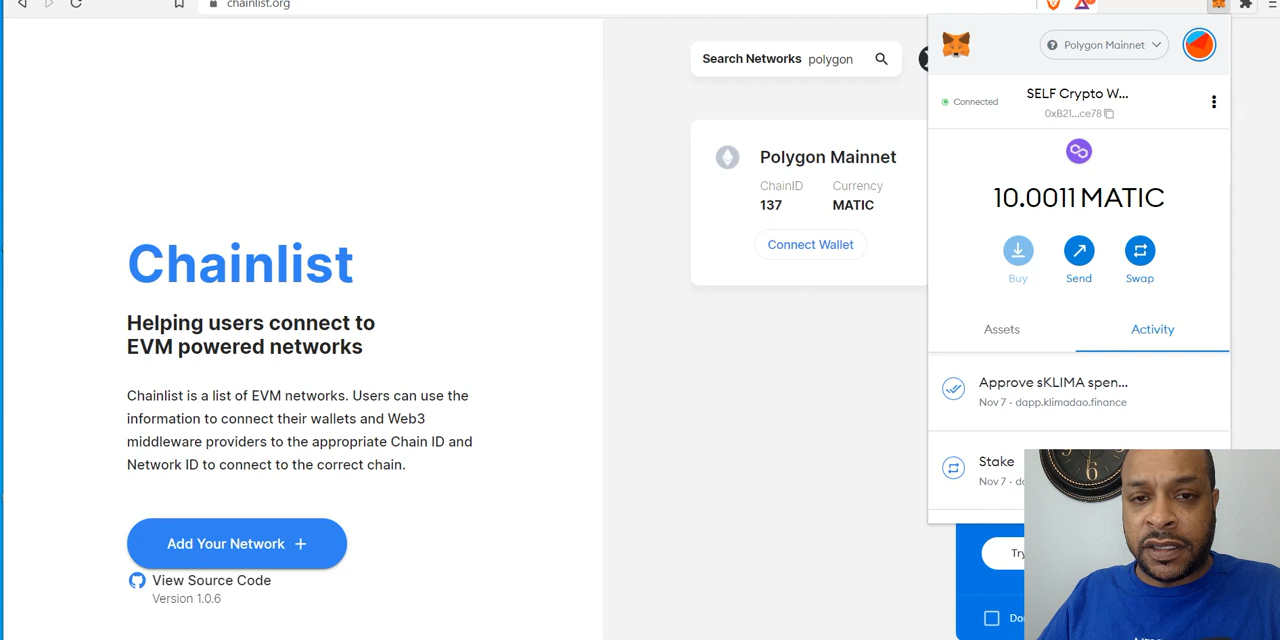 chainlist.org
Search Networks polygon
Polygon Mainnet
ChainID
Currency
137
MATIC
Connect Wallet
Chainlist
Helping users connect to
EVM powered networks
Chainlist is a list of EVM networks. Users can use the
information to connect their wallets and Web3
middleware providers to the appropriate Chain ID and
Network ID to connect to the correct chain.
Add Your Network +
View Source Code
Version 1.0.6
Polygon Mainnet
Connected
SELF Crypto W...
0xB21...ce78
10.0011 MATIC
Buy
Send
Swap
Assets
Activity
Approve sKLIMA spen...
Nov 7 · dapp.klimadao.finance
Stake
Nov 7 ·